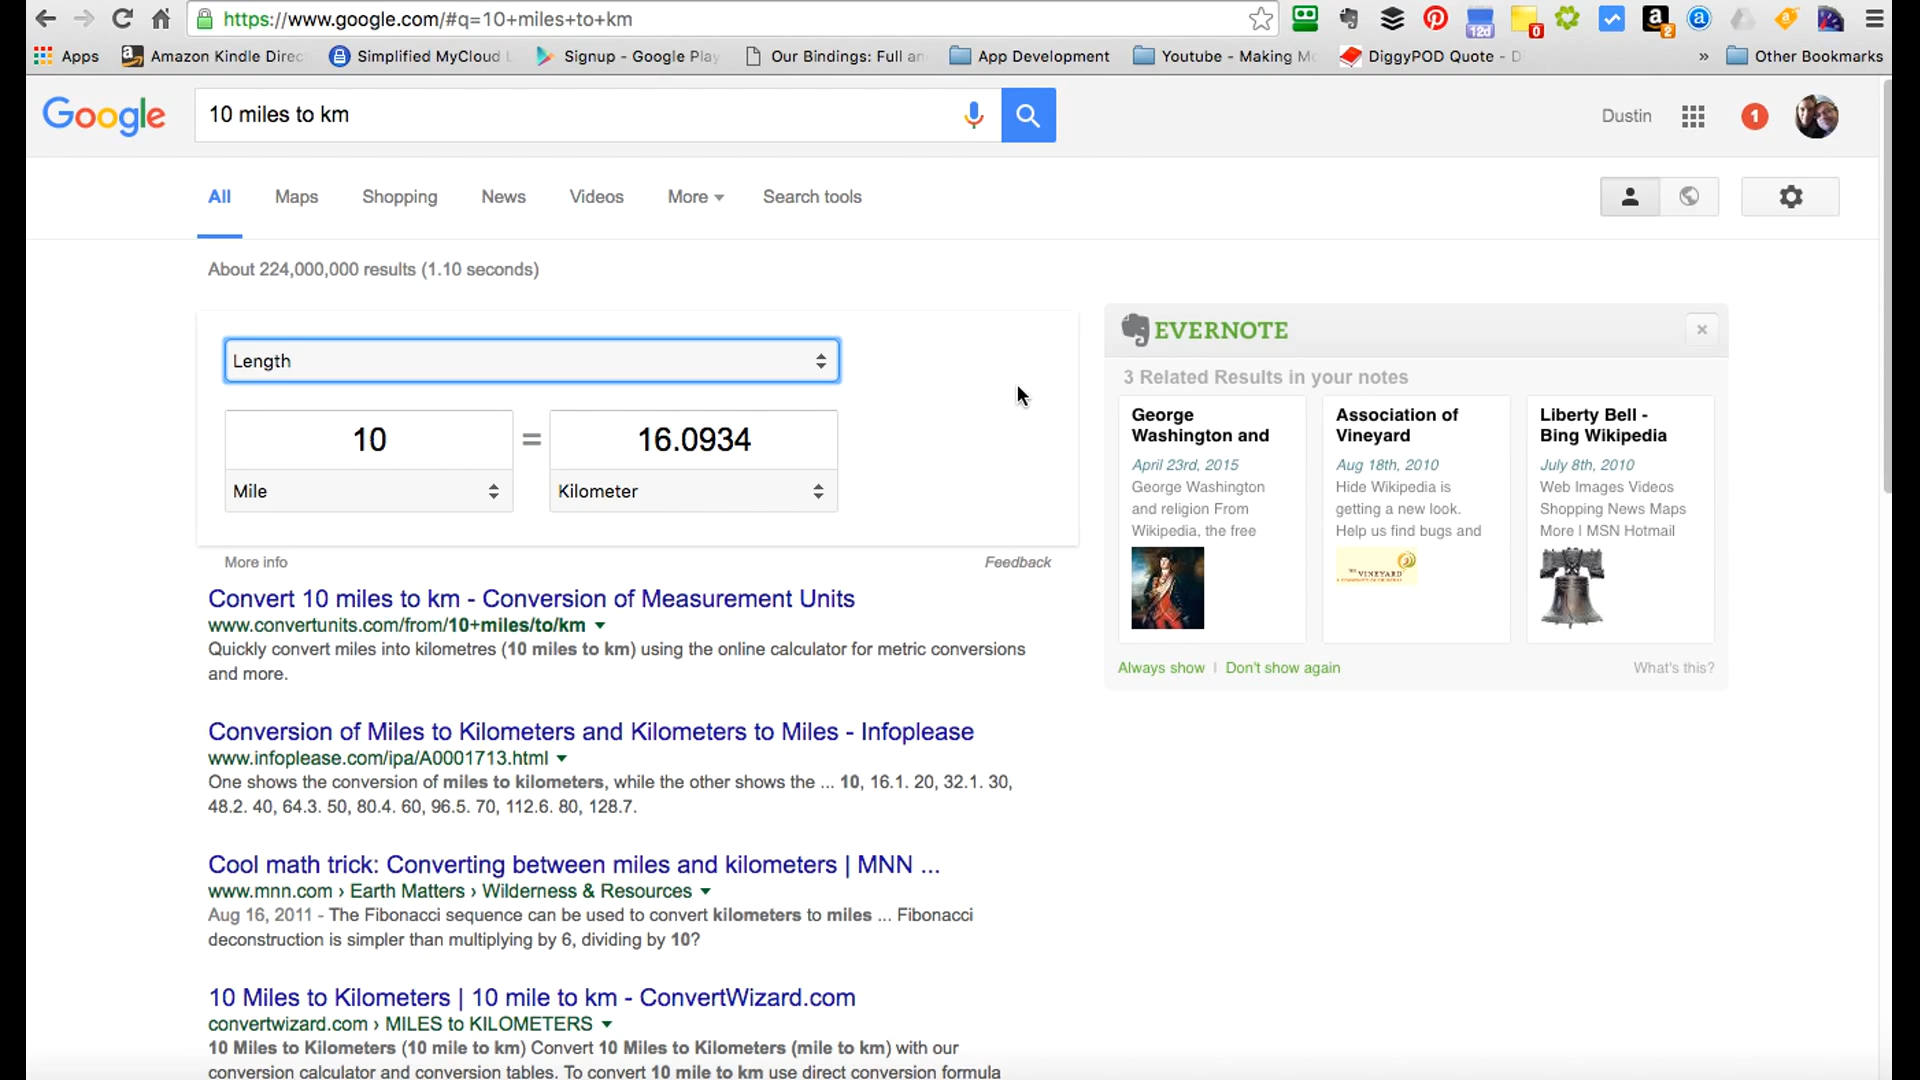 https://www.google.com/#q=10+miles+to+km
12d
0
2
Apps
Amazon Kindle Direc
Simplified MyCloud
Signup - Google Play
Our Bindings: Full an
App Development
Youtube - Making Mo
DiggyPOD Quote - D
»
Other Bookmarks
Google
10 miles to km
Dustin
1
All
Maps
Shopping
News
Videos
More
Search tools
About 224,000,000 results (1.10 seconds)
Length
10
=
16.0934
Mile
Kilometer
More info
Feedback
Convert 10 miles to km - Conversion of Measurement Units
www.convertunits.com/from/10+miles/to/km
Quickly convert miles into kilometres (10 miles to km) using the online calculator for metric conversions
and more.
Conversion of Miles to Kilometers and Kilometers to Miles - Infoplease
www.infoplease.com/ipa/A0001713.html
One shows the conversion of miles to kilometers, while the other shows the ... 10, 16.1. 20, 32.1. 30,
48.2. 40, 64.3. 50, 80.4. 60, 96.5. 70, 112.6. 80, 128.7.
Cool math trick: Converting between miles and kilometers | MNN ...
www.mnn.com › Earth Matters › Wilderness & Resources
Aug 16, 2011 - The Fibonacci sequence can be used to convert kilometers to miles ... Fibonacci
deconstruction is simpler than multiplying by 6, dividing by 10?
10 Miles to Kilometers | 10 mile to km - ConvertWizard.com
convertwizard.com › MILES to KILOMETERS
10 Miles to Kilometers (10 mile to km) Convert 10 Miles to Kilometers (mile to km) with our
conversion calculator and conversion tables. To convert 10 mile to km use direct conversion formula
EVERNOTE
×
3 Related Results in your notes
George
Washington and
April 23rd, 2015
George Washington
and religion From
Wikipedia, the free
Association of
Vineyard
Aug 18th, 2010
Hide Wikipedia is
getting a new look.
Help us find bugs and
VINEYARD
Liberty Bell -
Bing Wikipedia
July 8th, 2010
Web Images Videos
Shopping News Maps
More | MSN Hotmail
Always show | Don't show again
What's this?